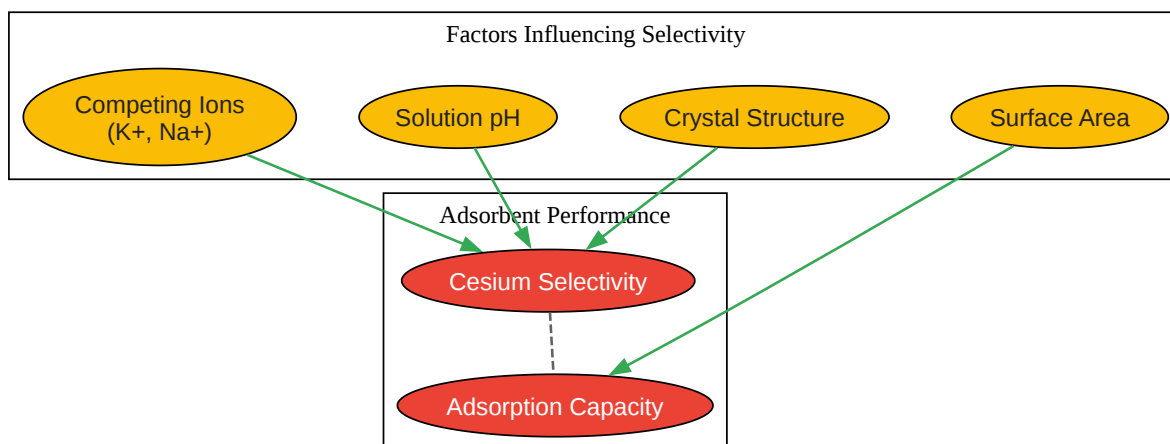 Factors Influencing Selectivity
Competing Ions
(K+, Na+)
Solution pH
Crystal Structure
Surface Area
Adsorbent Performance
Cesium Selectivity
Adsorption Capacity